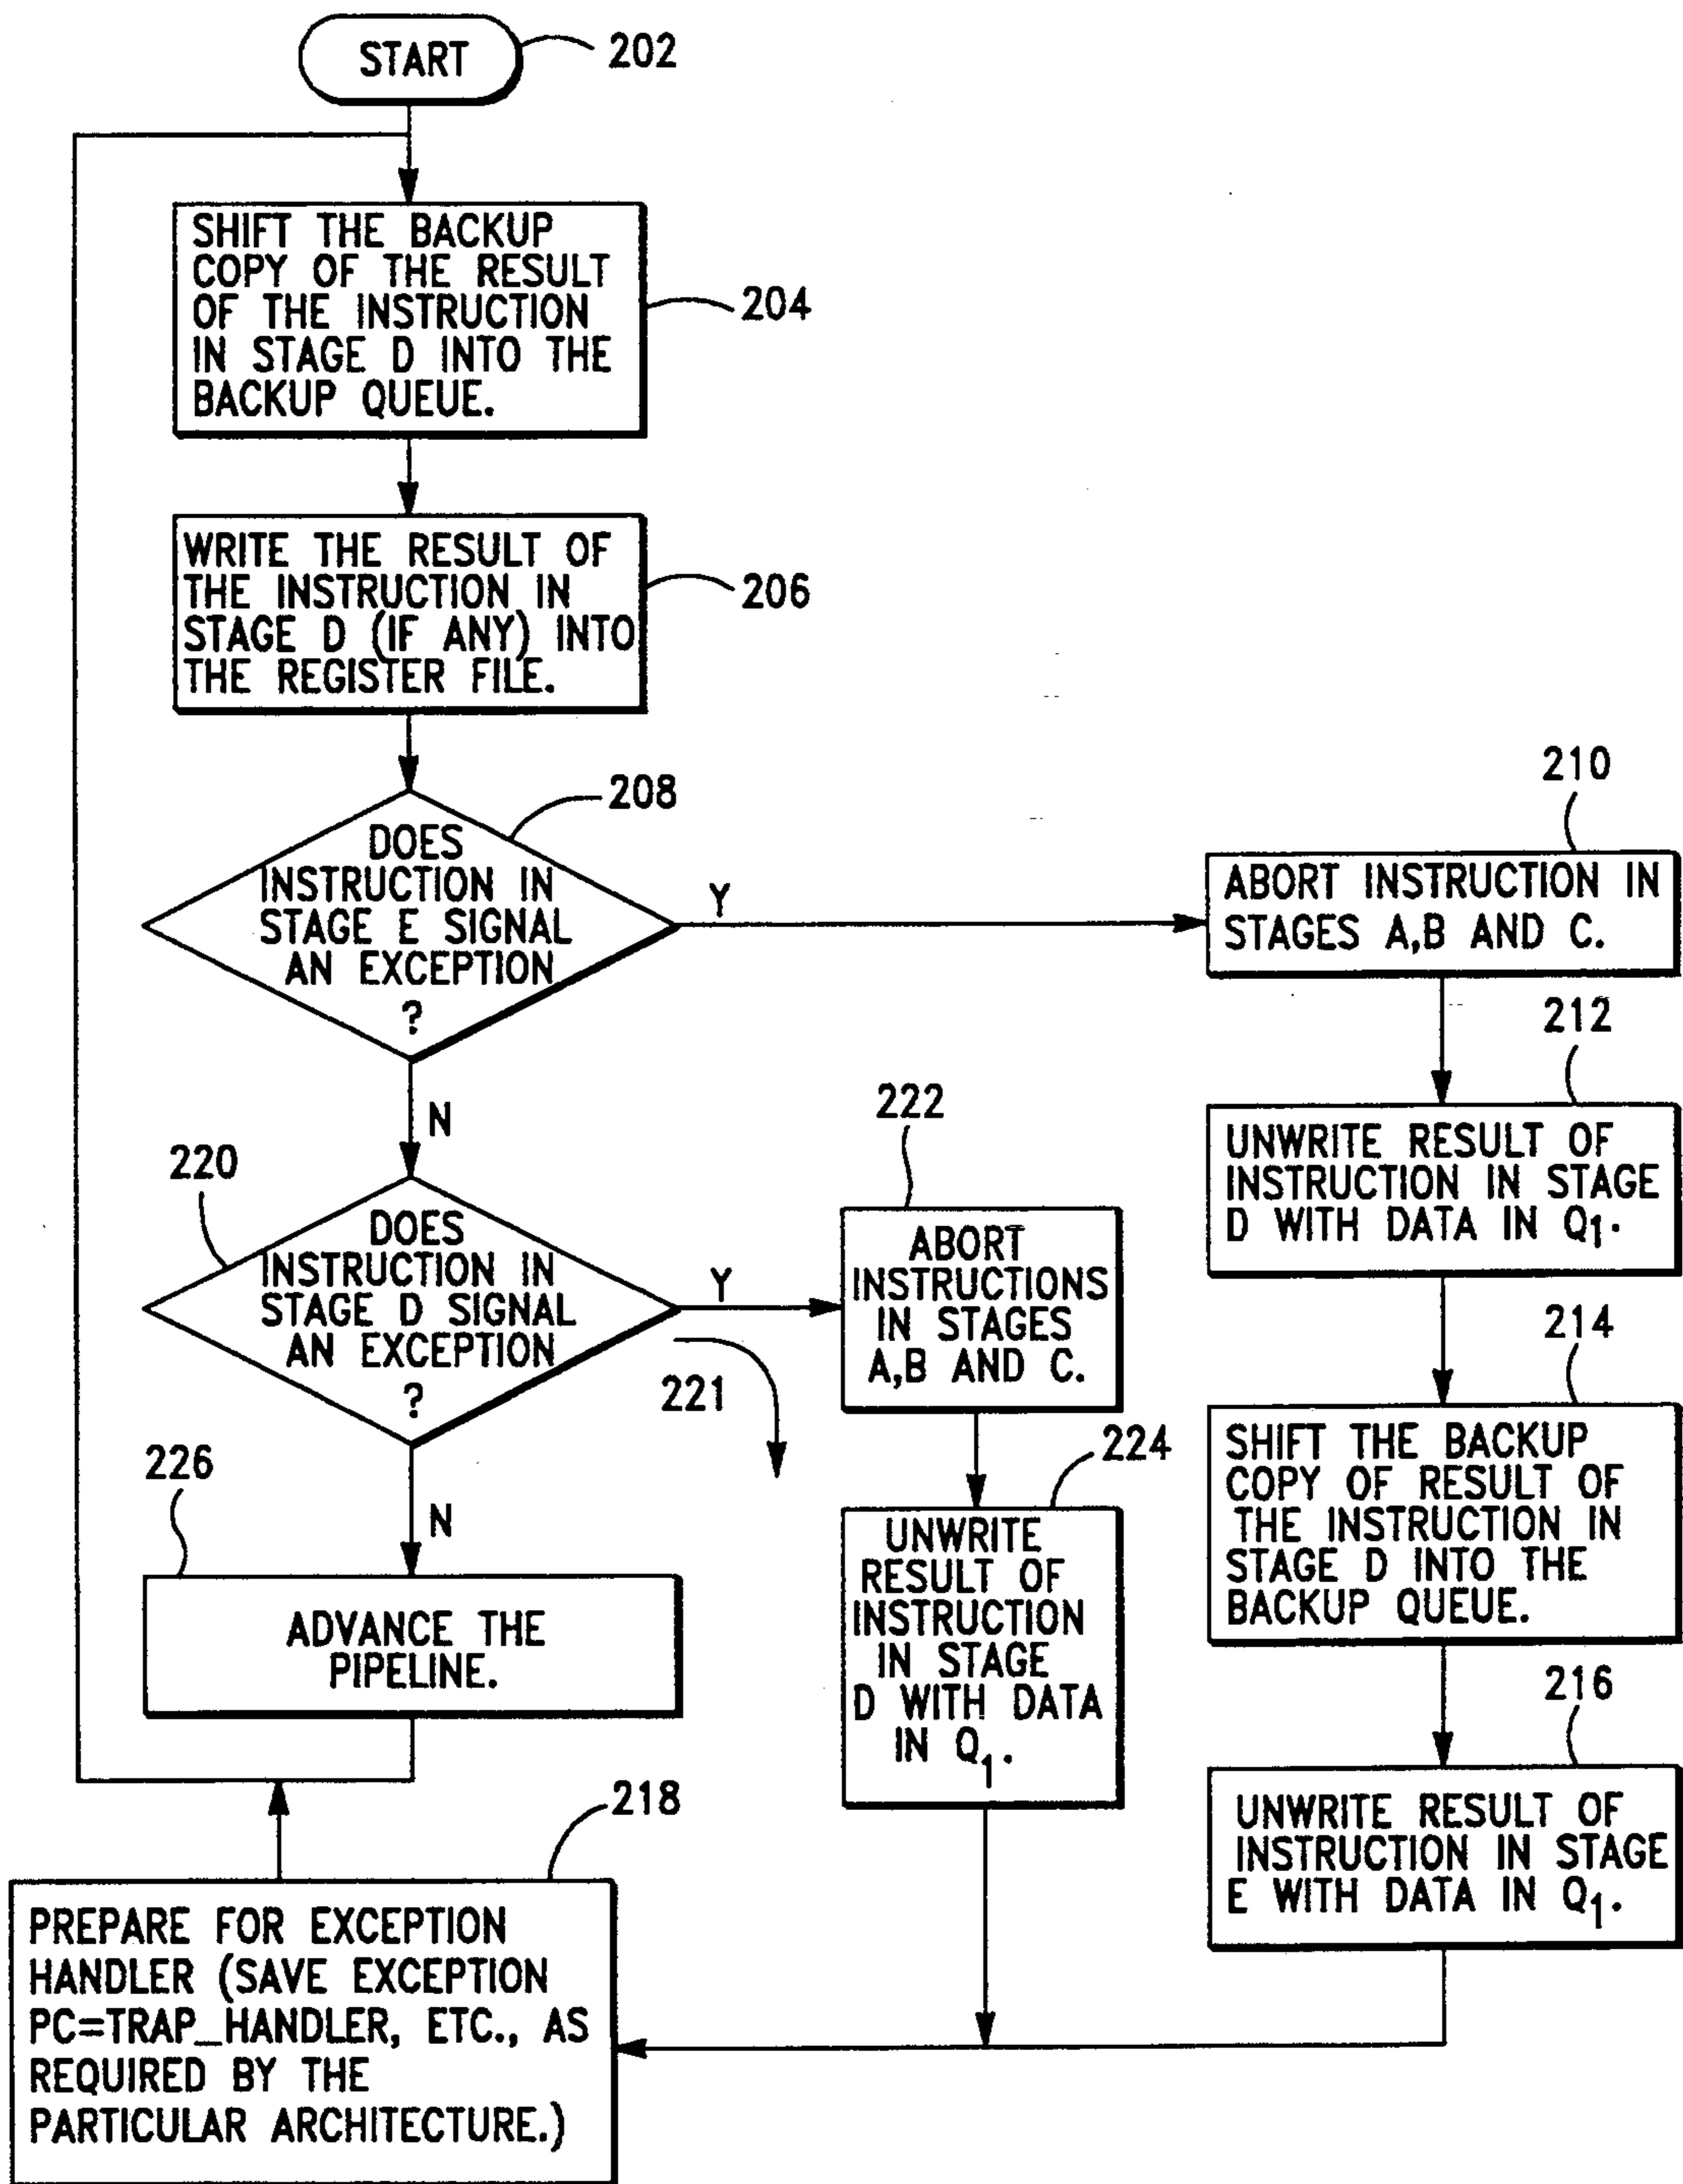 START
202
SHIFT THE BACKUP
COPY OF THE RESULT
OF THE INSTRUCTION
IN STAGE D INTO THE
BACKUP QUEUE.
204
WRITE THE RESULT OF
THE INSTRUCTION IN
STAGE D (IF ANY) INTO
THE REGISTER FILE.
206
208
DOES
INSTRUCTION IN
STAGE E SIGNAL
AN EXCEPTION
?
Y
N
210
ABORT INSTRUCTION IN
STAGES A,B AND C.
212
UNWRITE RESULT OF
INSTRUCTION IN STAGE
D WITH DATA IN Q1.
214
SHIFT THE BACKUP
COPY OF RESULT OF
THE INSTRUCTION IN
STAGE D INTO THE
BACKUP QUEUE.
216
UNWRITE RESULT OF
INSTRUCTION IN STAGE
E WITH DATA IN Q1.
220
DOES
INSTRUCTION IN
STAGE D SIGNAL
AN EXCEPTION
?
Y
221
N
222
ABORT
INSTRUCTIONS
IN STAGES
A,B AND C.
224
UNWRITE
RESULT OF
INSTRUCTION
IN STAGE
D WITH DATA
IN Q1.
226
ADVANCE THE
PIPELINE.
218
PREPARE FOR EXCEPTION
HANDLER (SAVE EXCEPTION
PC=TRAP_HANDLER, ETC., AS
REQUIRED BY THE
PARTICULAR ARCHITECTURE.)